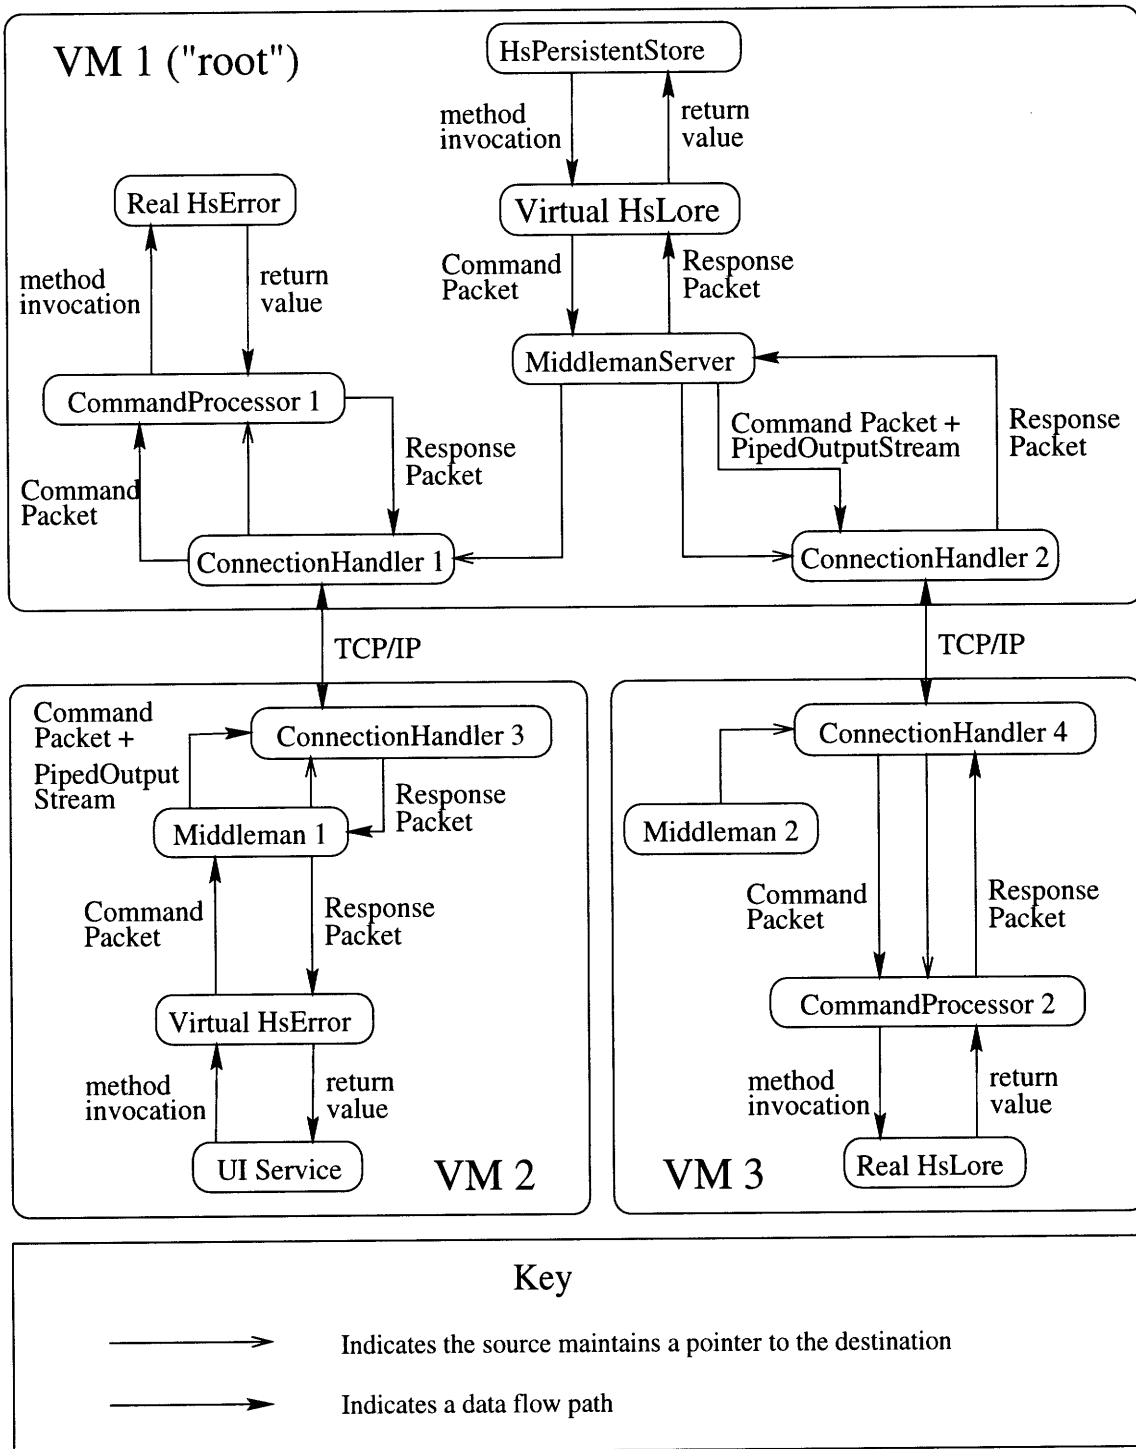 VM 1 ("root")
HsPersistentStore
method
invocation
return
value
Real HsError
Virtual HsLore
method
invocation
return
value
Command
Packet
Response
Packet
MiddlemanServer
CommandProcessor 1
Command Packet +
PipedOutputStream
Response
Packet
Response
Packet
Command
Packet
ConnectionHandler 1
ConnectionHandler 2
TCP/IP
TCP/IP
Command
Packet +
PipedOutput
Stream
ConnectionHandler 3
Response
Packet
Middleman 1
Command
Packet
Response
Packet
Virtual HsError
method
invocation
return
value
UI Service
VM 2
ConnectionHandler 4
Middleman 2
Command
Packet
Response
Packet
CommandProcessor 2
method
invocation
return
value
Real HsLore
VM 3
Key
Indicates the source maintains a pointer to the destination
Indicates a data flow path